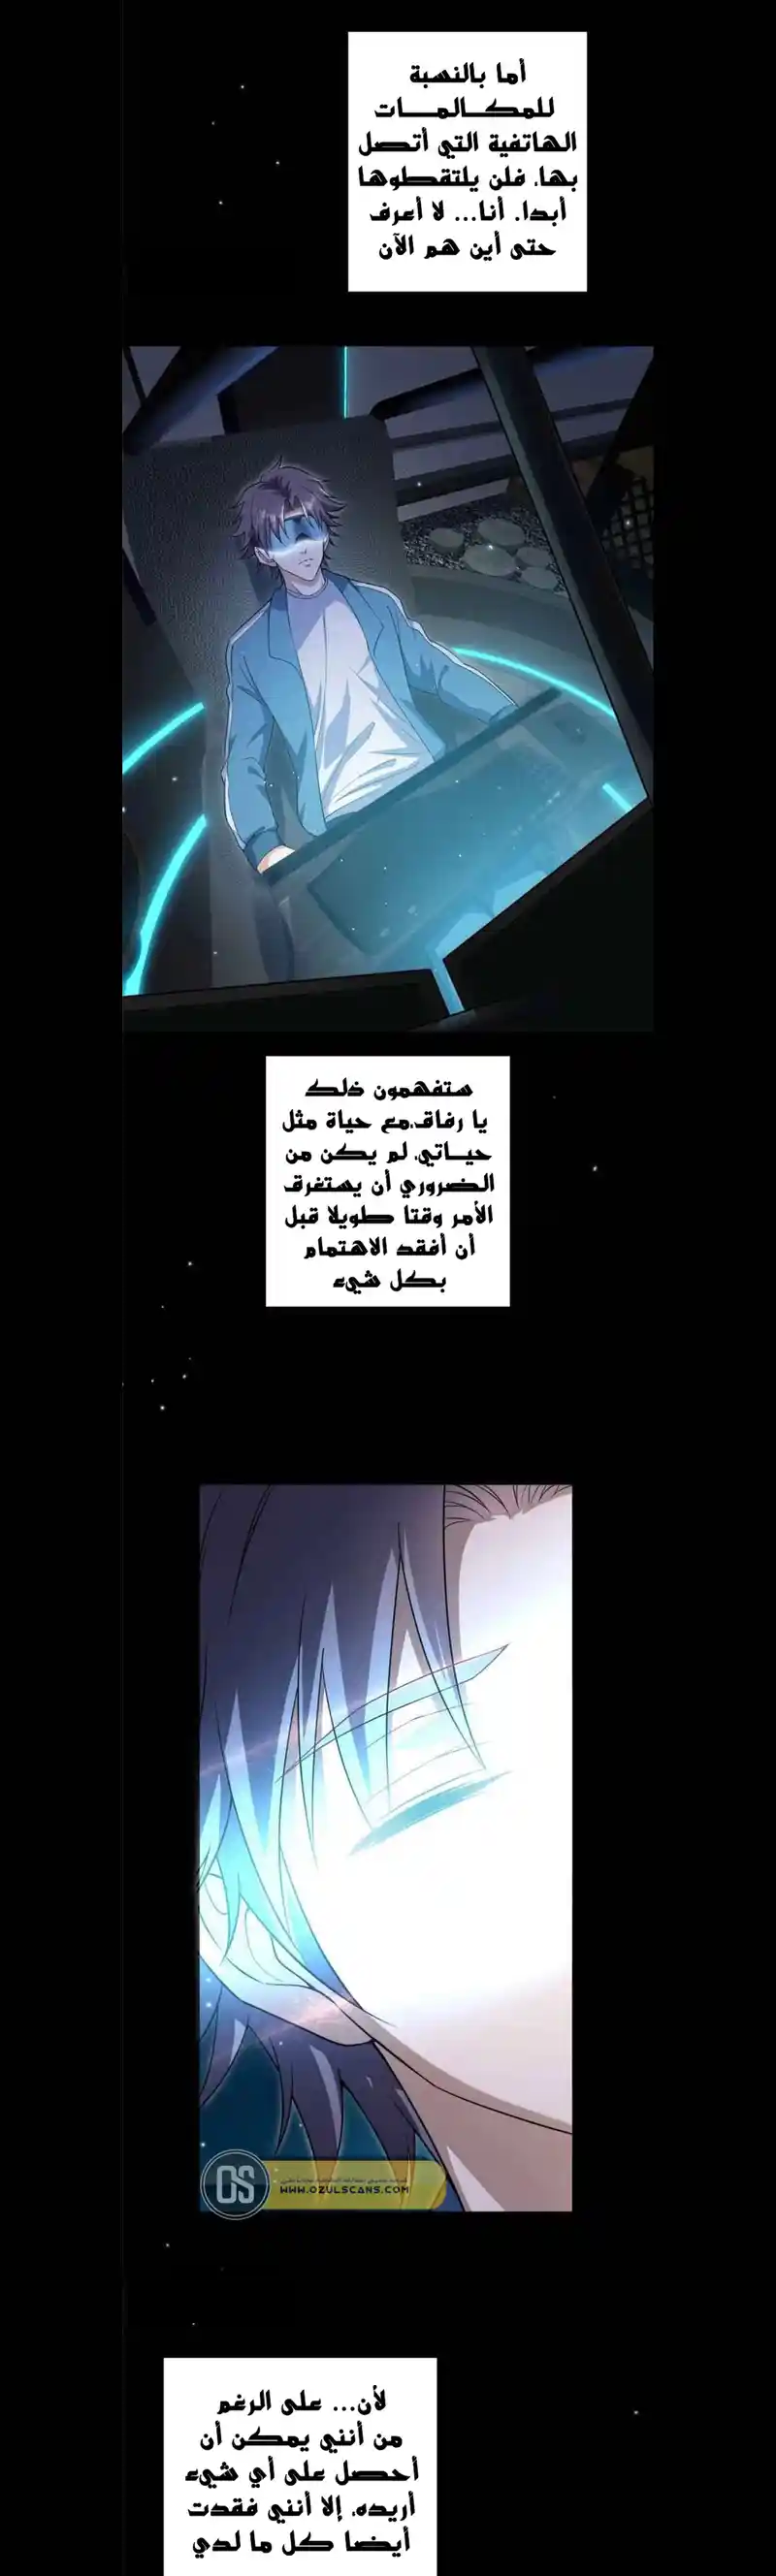 أما بالنسبة
للمكالمات
الهاتفية التي أتصل
بها، فلن يلتقطوها
أبدا. أنا... لا أعرف
حتى أين هم الآن
ستفهمون ذلك
يا رفاق،مع حياة مثل
حياتي، لم يكن من
الضروري أن يستغرق
الأمر وقتا طويلا قبل
أن أفقد الاهتمام
بكل شيء
OS
WWW.OZULSCANS.COM
لأن... على الرغم
من أنني يمكن أن
أحصل على أي شيء
أريده، إلا أنني فقدت
أيضا كل ما لدي